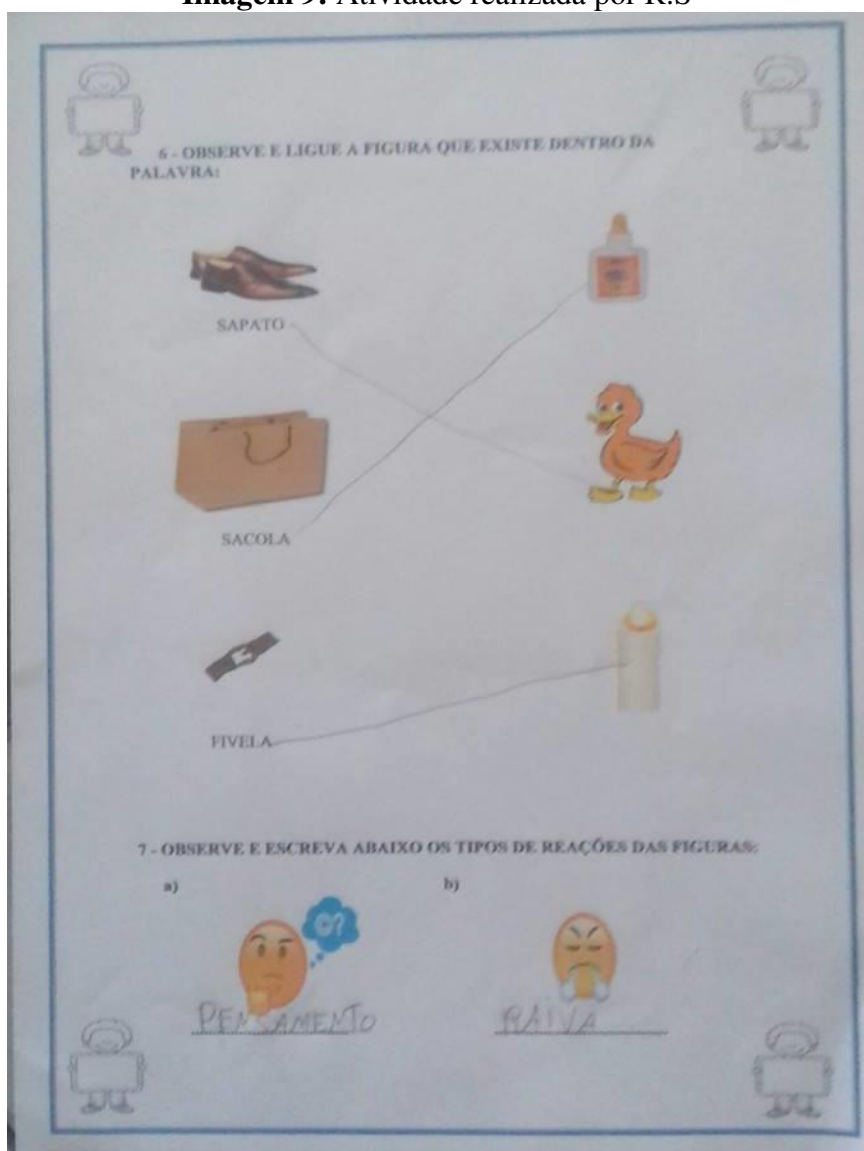 Imagem 9: Atividade realizada por R.S
6 - OBSERVE E LIGUE A FIGURA QUE EXISTE DENTRO DA
PALAVRA:
SAPATO
SACOLA
FIVELA
7 - OBSERVE E ESCREVA ABAIXO OS TIPOS DE REAÇÕES DAS FIGURAS:
a) b)
PENSAMENTO RAIVA